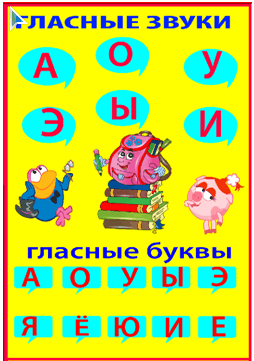 ГЛАСНЫЕ ЗВУКИ
А О У
Э Ы И
гласные буквы
А О У Ы Э
Я Ё Ю И Е